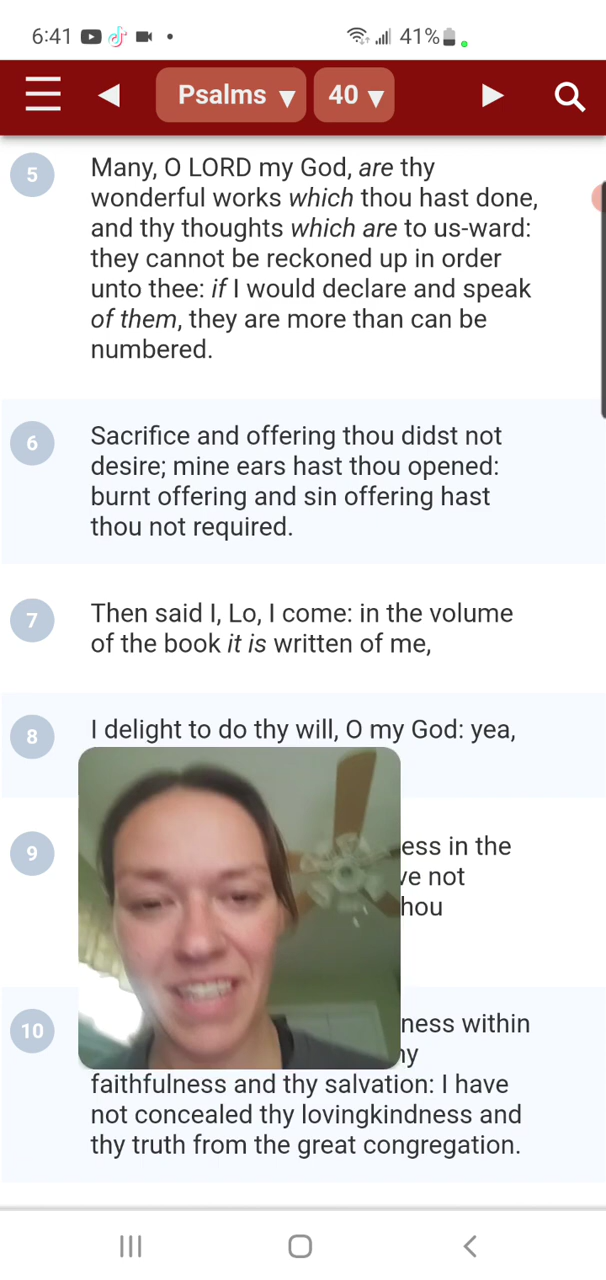 6:41 41%
Psalms ▼ 40 ▼
5
Many, O LORD my God, are thy
wonderful works which thou hast done,
and thy thoughts which are to us-ward:
they cannot be reckoned up in order
unto thee: if I would declare and speak
of them, they are more than can be
numbered.
6
Sacrifice and offering thou didst not
desire; mine ears hast thou opened:
burnt offering and sin offering hast
thou not required.
7
Then said I, Lo, I come: in the volume
of the book it is written of me,
8
I delight to do thy will, O my God: yea,
9
ess in the
ve not
hou
10
ness within
hy
faithfulness and thy salvation: I have
not concealed thy lovingkindness and
thy truth from the great congregation.